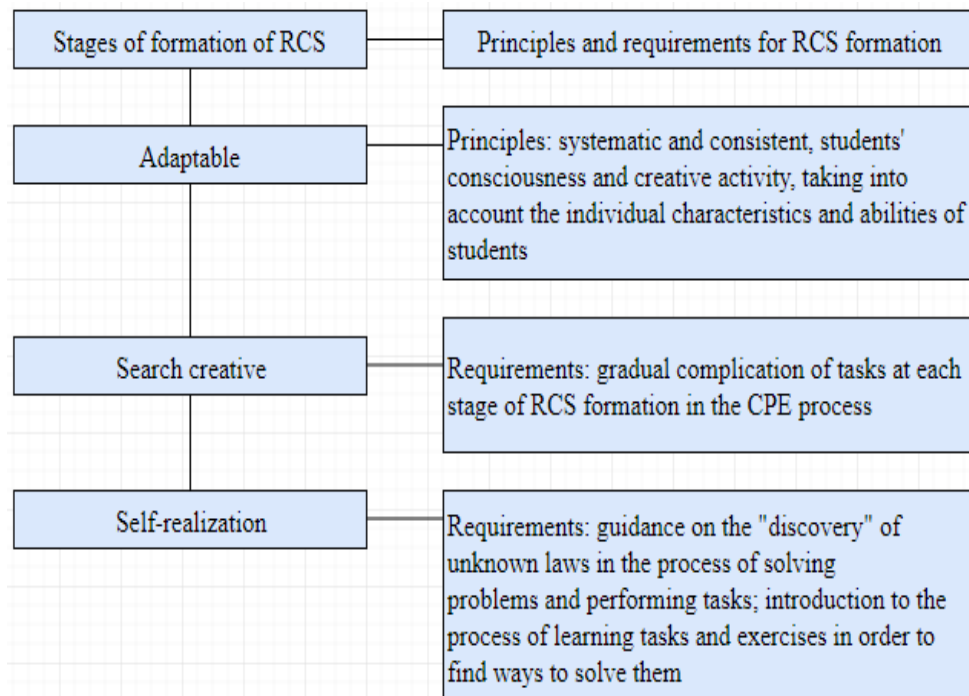 Stages of formation of RCS
Principles and requirements for RCS formation
Adaptable
Principles: systematic and consistent, students'
consciousness and creative activity, taking into
account the individual characteristics and abilities of
students
Search creative
Requirements: gradual complication of tasks at each
stage of RCS formation in the CPE process
Self-realization
Requirements: guidance on the "discovery" of
unknown laws in the process of solving
problems and performing tasks; introduction to the
process of learning tasks and exercises in order to
find ways to solve them